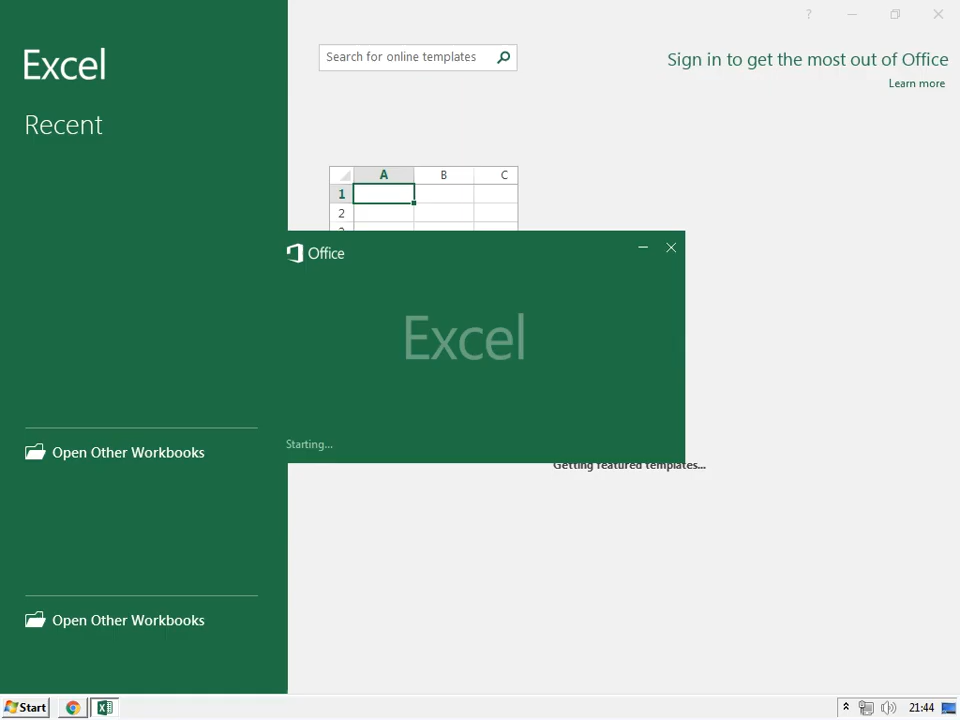 Excel
Recent
Open Other Workbooks
Open Other Workbooks
?
Search for online templates
Sign in to get the most out of Office
Learn more
A B C
1
2
Office
Excel
Starting...
Getting featured templates...
Start
21:44